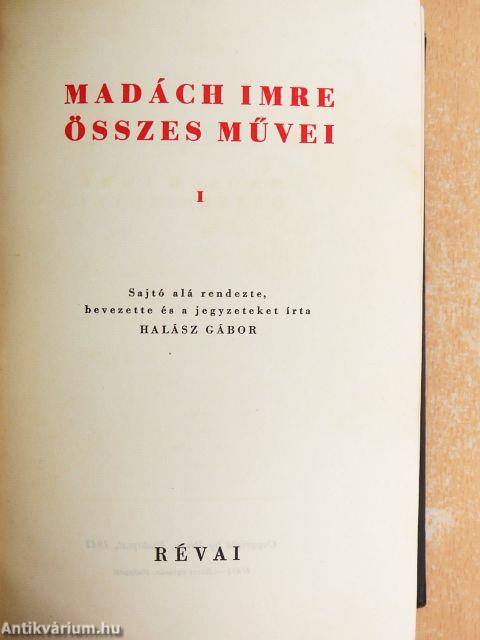 MADÁCH IMRE
ÖSSZES MŰVEI
I
Sajtó alá rendezte,
bevezette és a jegyzeteket írta
HALÁSZ GÁBOR
RÉVAI
Antikvárium.hu